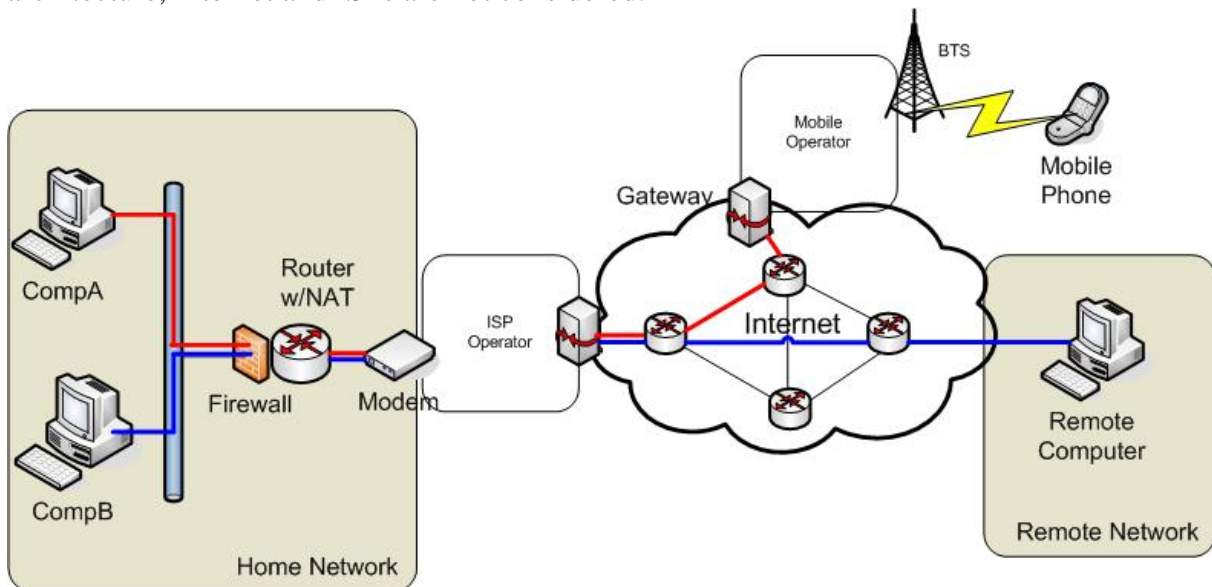 BTS
Mobile
Operator
Mobile
Phone
Gateway
CompA
Router
w/NAT
ISP
Operator
Internet
Firewall
Modem
Remote
Computer
CompB
Home Network
Remote Network